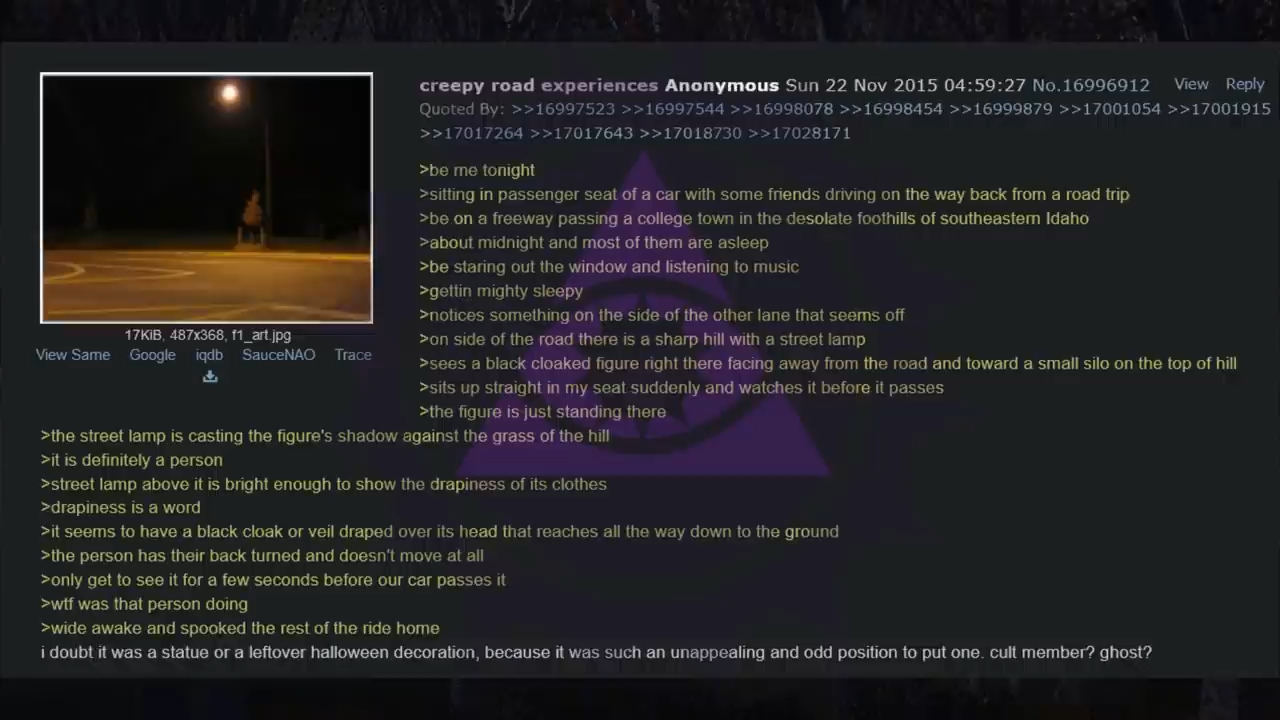 creepy road experiences Anonymous Sun 22 Nov 2015 04:59:27 No.16996912 View Reply
Quoted By: >>16997523 >>16997544 >>16998078 >>16998454 >>16999879 >>17001054 >>17001915
>>17017264 >>17017643 >>17018730 >>17028171
17KiB, 487x368, f1_art.jpg
View Same Google iqdb SauceNAO Trace
>be me tonight
>sitting in passenger seat of a car with some friends driving on the way back from a road trip
>be on a freeway passing a college town in the desolate foothills of southeastern Idaho
>about midnight and most of them are asleep
>be staring out the window and listening to music
>gettin mighty sleepy
>notices something on the side of the other lane that seems off
>on side of the road there is a sharp hill with a street lamp
>sees a black cloaked figure right there facing away from the road and toward a small silo on the top of hill
>sits up straight in my seat suddenly and watches it before it passes
>the figure is just standing there
>the street lamp is casting the figure's shadow against the grass of the hill
>it is definitely a person
>street lamp above it is bright enough to show the drapiness of its clothes
>drapiness is a word
>it seems to have a black cloak or veil draped over its head that reaches all the way down to the ground
>the person has their back turned and doesn't move at all
>only get to see it for a few seconds before our car passes it
>wtf was that person doing
>wide awake and spooked the rest of the ride home
i doubt it was a statue or a leftover halloween decoration, because it was such an unappealing and odd position to put one. cult member? ghost?